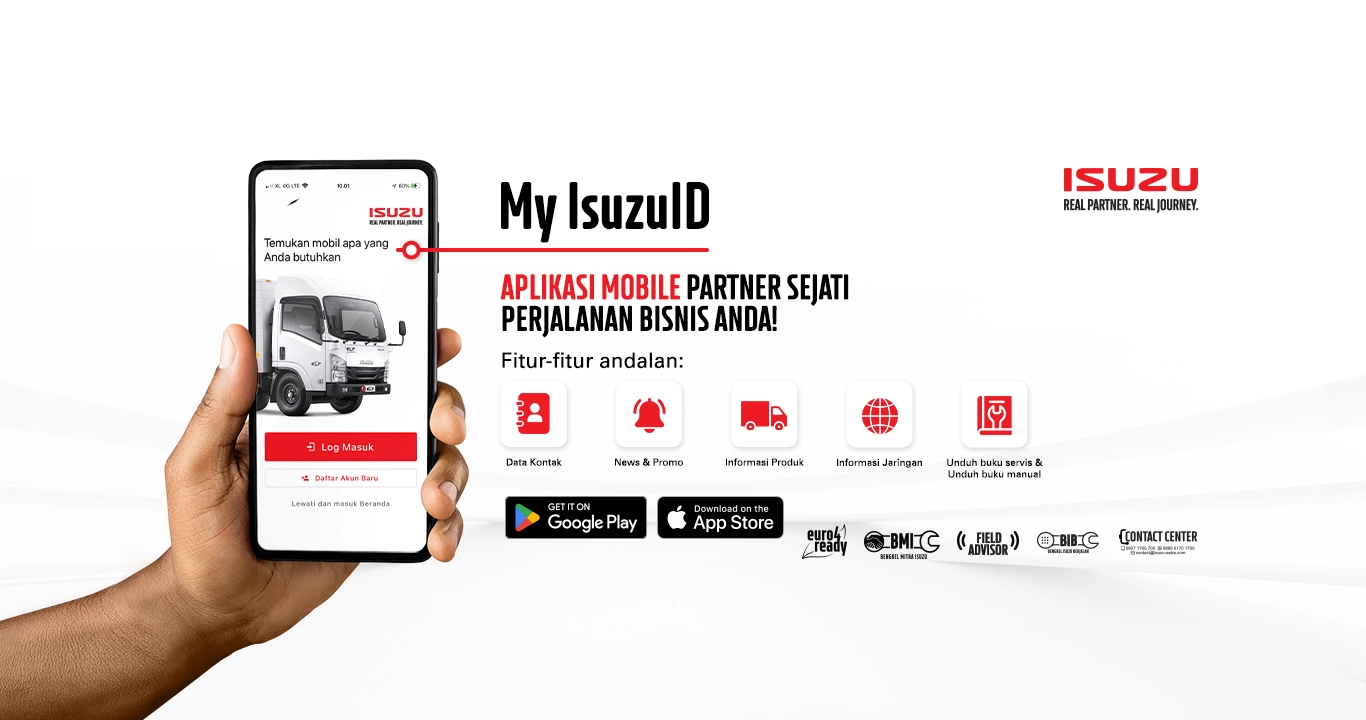 XL 4G LTE
10.01
60%
ISUZU
REAL PARTNER. REAL JOURNEY.
Temukan mobil apa yang
Anda butuhkan
ELF
ISUZU
Log Masuk
Daftar Akun Baru
Lewati dan masuk Beranda
My IsuzuID
APLIKASI MOBILE PARTNER SEJATI
PERJALANAN BISNIS ANDA!
Fitur-fitur andalan:
Data Kontak
News & Promo
Informasi Produk
Informasi Jaringan
Unduh buku servis &
Unduh buku manual
GET IT ON
Google Play
Download on the
App Store
ISUZU
REAL PARTNER. REAL JOURNEY.
euro4
ready
BMI
BENGKEL MITRA ISUZU
FIELD
ADVISOR
BIB
BENGKEL ISUZU BERJALAN
CONTACT CENTER